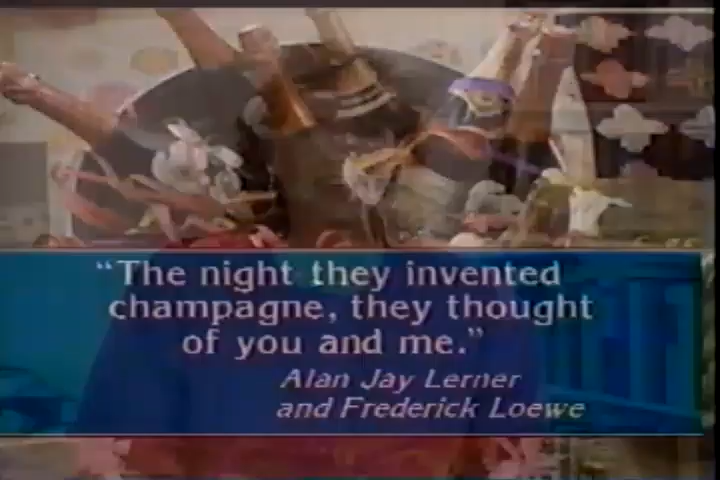 “The night they invented
champagne, they thought
of you and me.”
Alan Jay Lerner
and Frederick Loewe